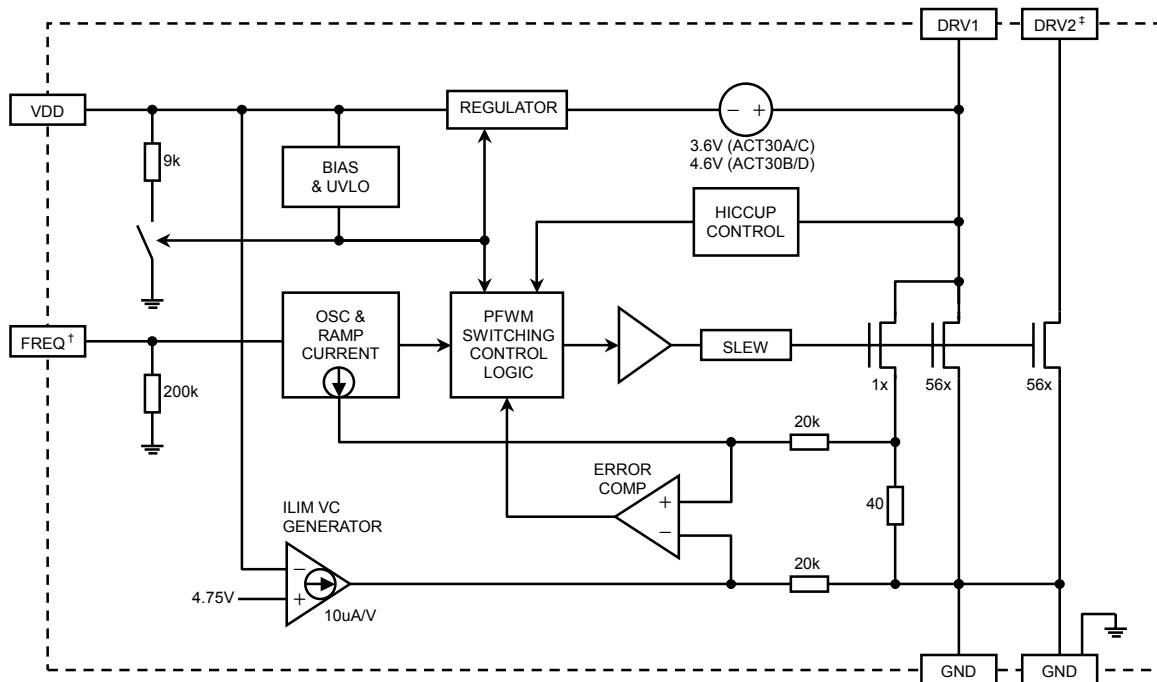 DRV1
DRV2‡
VDD
REGULATOR
− +
3.6V (ACT30A/C)
4.6V (ACT30B/D)
9k
BIAS
& UVLO
HICCUP
CONTROL
FREQ†
OSC &
RAMP
CURRENT
PFWM
SWITCHING
CONTROL
LOGIC
SLEW
1x
56x
56x
200k
20k
ERROR
COMP
+
−
40
ILIM VC
GENERATOR
20k
−
4.75V
+
10uA/V
GND
GND